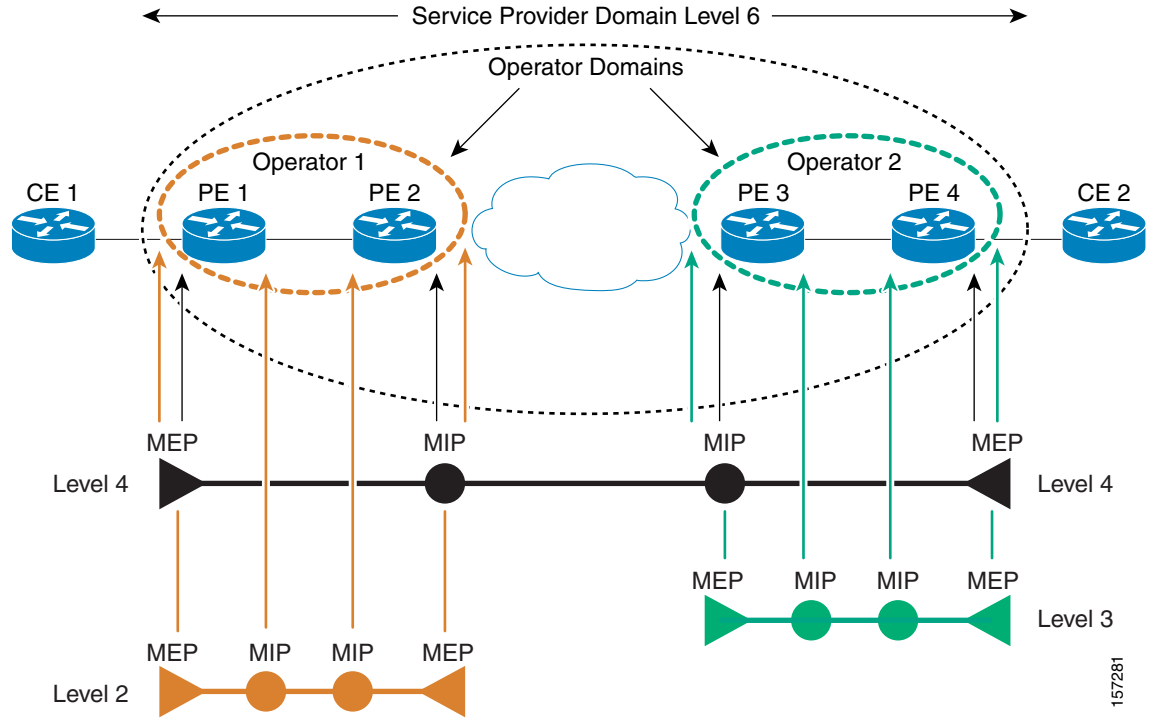 Service Provider Domain Level 6
Operator Domains
Operator 1
Operator 2
CE 1
PE 1
PE 2
PE 3
PE 4
CE 2
MEP
MIP
MIP
MEP
Level 4
Level 4
MEP
MIP
MIP
MEP
Level 3
MEP
MIP
MIP
MEP
Level 2
157281